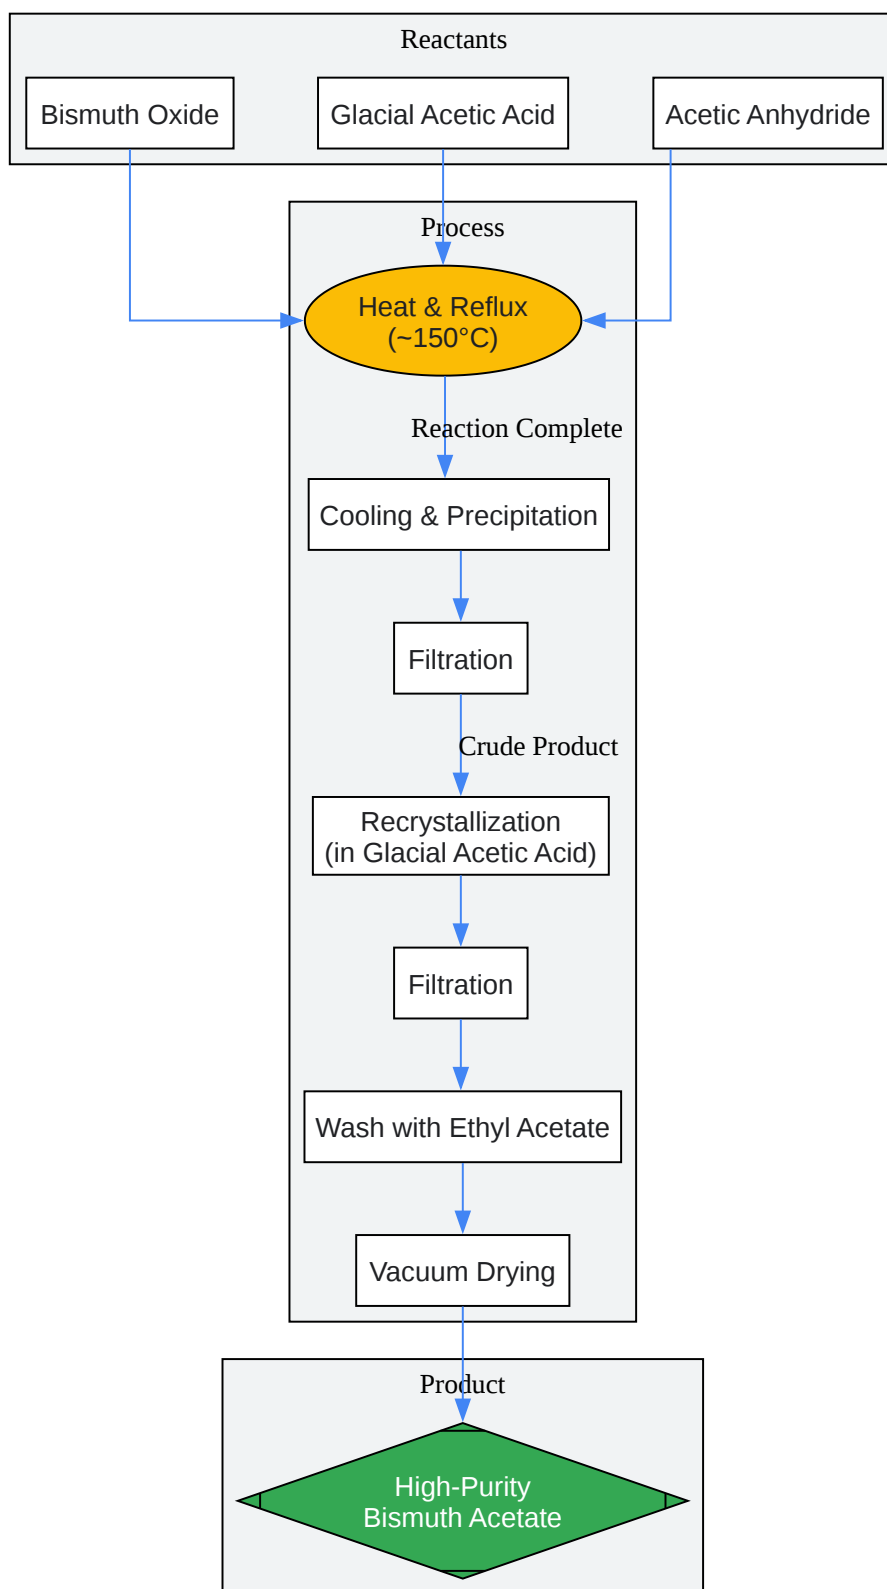 Reactants
Bismuth Oxide
Glacial Acetic Acid
Acetic Anhydride
Process
Heat & Reflux
(~150°C)
Reaction Complete
Cooling & Precipitation
Filtration
Crude Product
Recrystallization
(in Glacial Acetic Acid)
Filtration
Wash with Ethyl Acetate
Vacuum Drying
Product
High-Purity
Bismuth Acetate